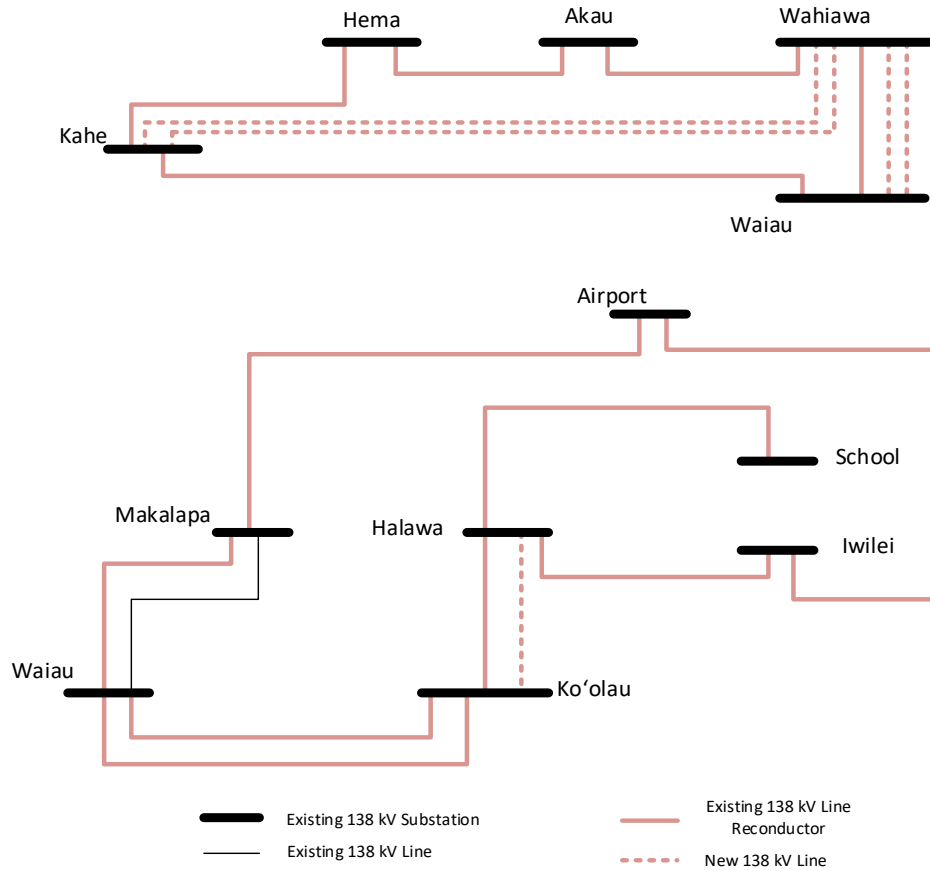 Hema
Akau
Wahiawa
Kahe
Waiau
Airport
School
Makalapa
Halawa
Iwilei
Waiau
Ko‘olau
Existing 138 kV Substation
Existing 138 kV Line
Existing 138 kV Line
Reconductor
New 138 kV Line